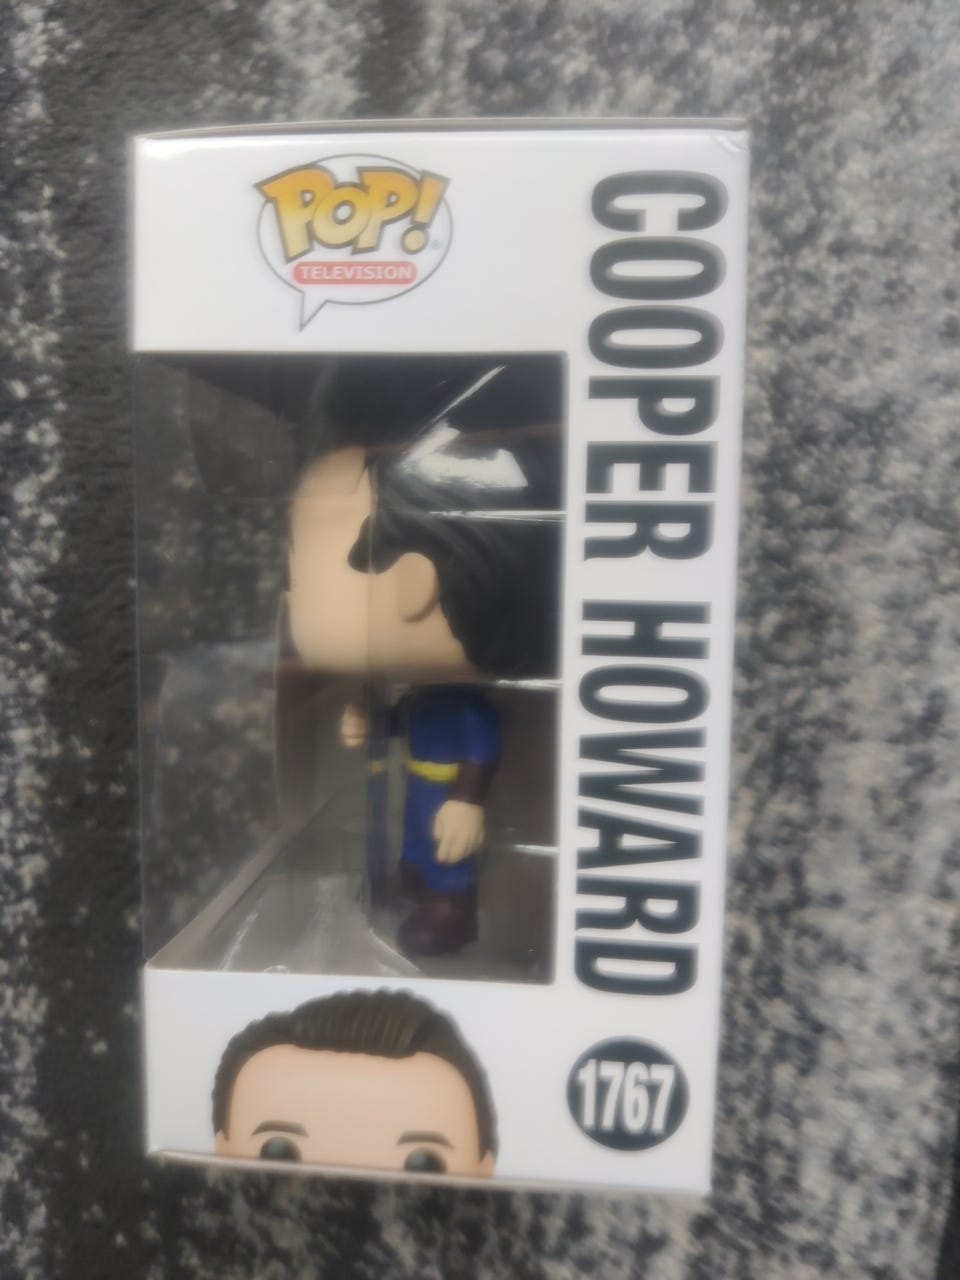 POP!
TELEVISION
COOPER HOWARD
1767